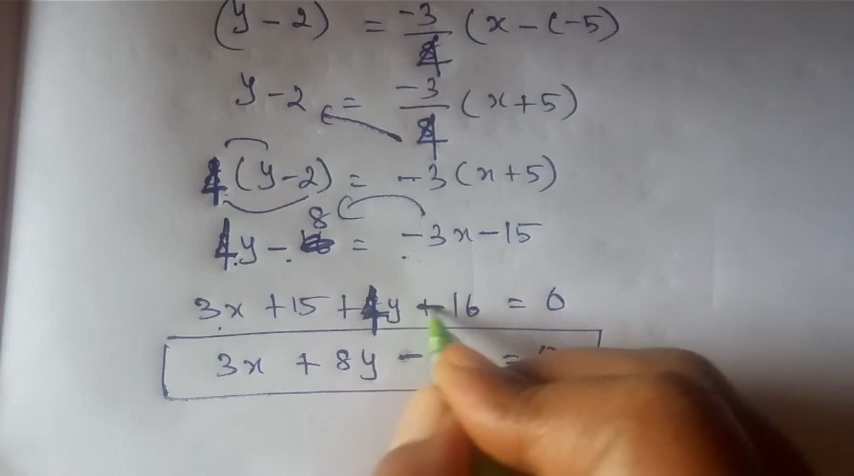 (y - 2) = -3/4 (x - (-5)
y - 2 = -3/4 (x + 5)
4(y - 2) = -3(x + 5)
4y - 8 = -3x - 15
3x + 15 + 4y - 16 = 0
3x + 8y - =